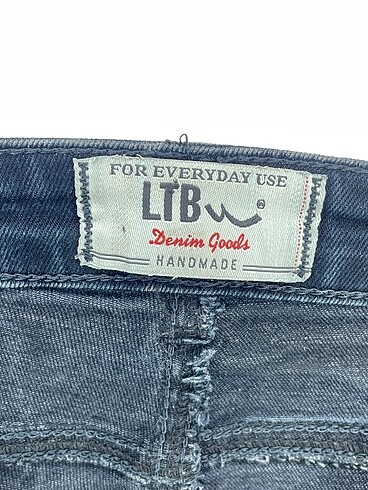 FOR EVERYDAY USE
LTB ®
Denim Goods
HANDMADE